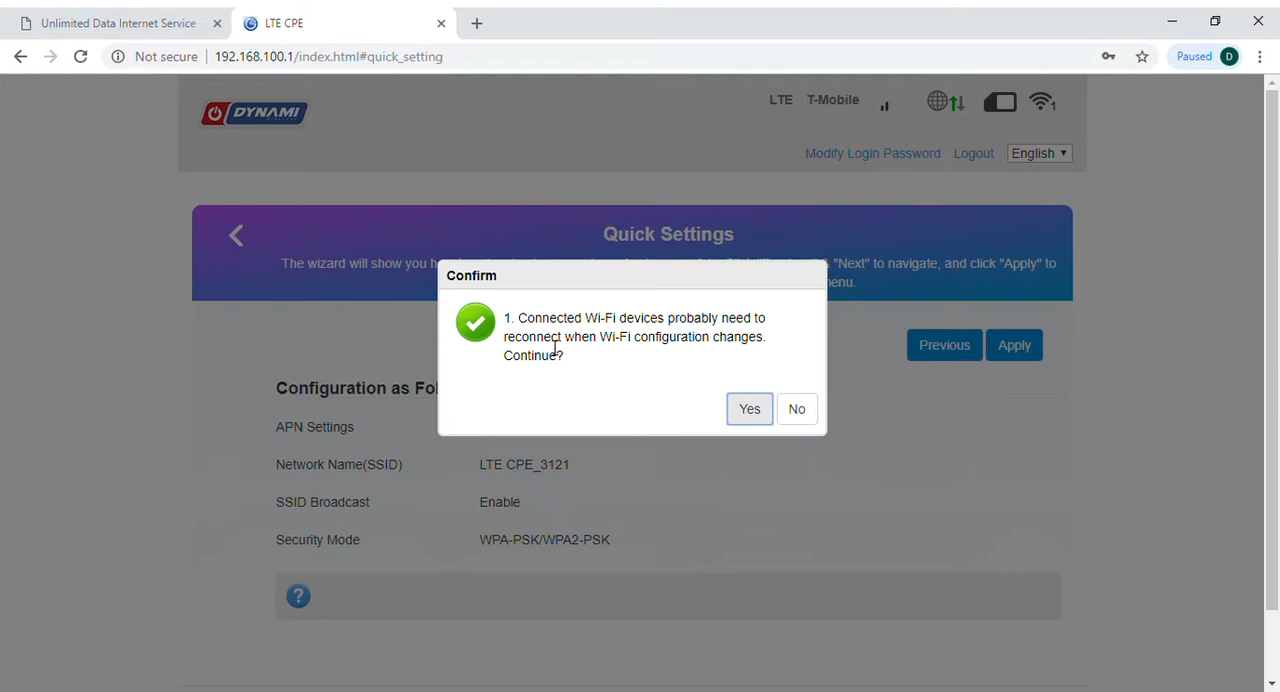 Unlimited Data Internet Service
LTE CPE
Not secure
192.168.100.1/index.html#quick_setting
Paused
D
DYNAMI
LTE T-Mobile
1
Modify Login Password Logout English
Quick Settings
The wizard will show you "Next" to navigate, and click "Apply" to
menu.
Confirm
1. Connected Wi-Fi devices probably need to
reconnect when Wi-Fi configuration changes.
Continue?
Yes No
Previous Apply
Configuration as
APN Settings
Network Name(SSID) LTE CPE_3121
SSID Broadcast Enable
Security Mode WPA-PSK/WPA2-PSK
?